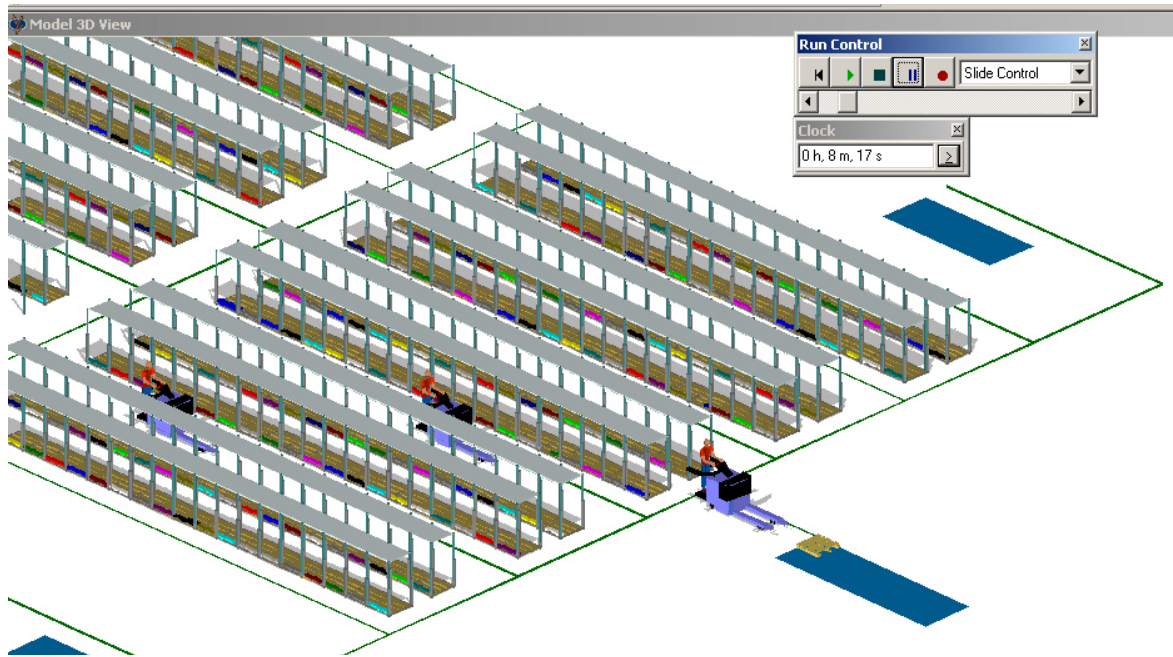 Model 3D View
Run Control
Slide Control
Clock
0 h, 8 m, 17 s
>